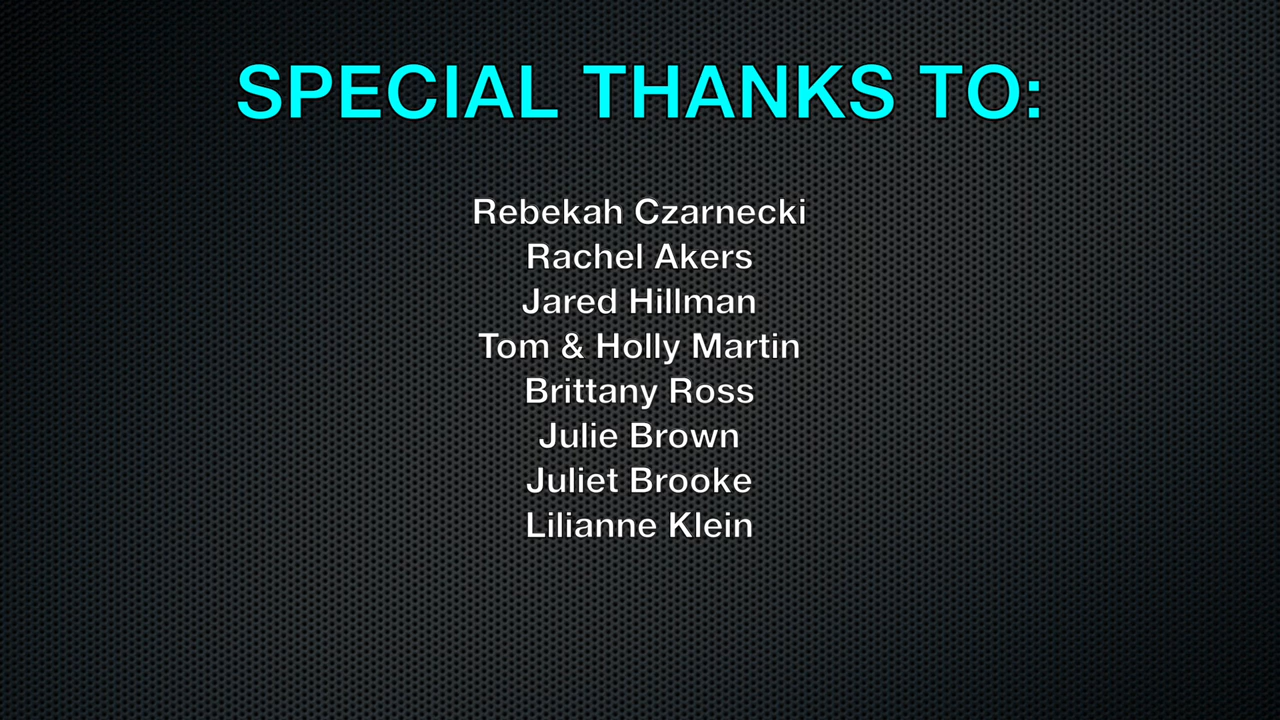 SPECIAL THANKS TO:
Rebekah Czarnecki
Rachel Akers
Jared Hillman
Tom & Holly Martin
Brittany Ross
Julie Brown
Juliet Brooke
Lilianne Klein